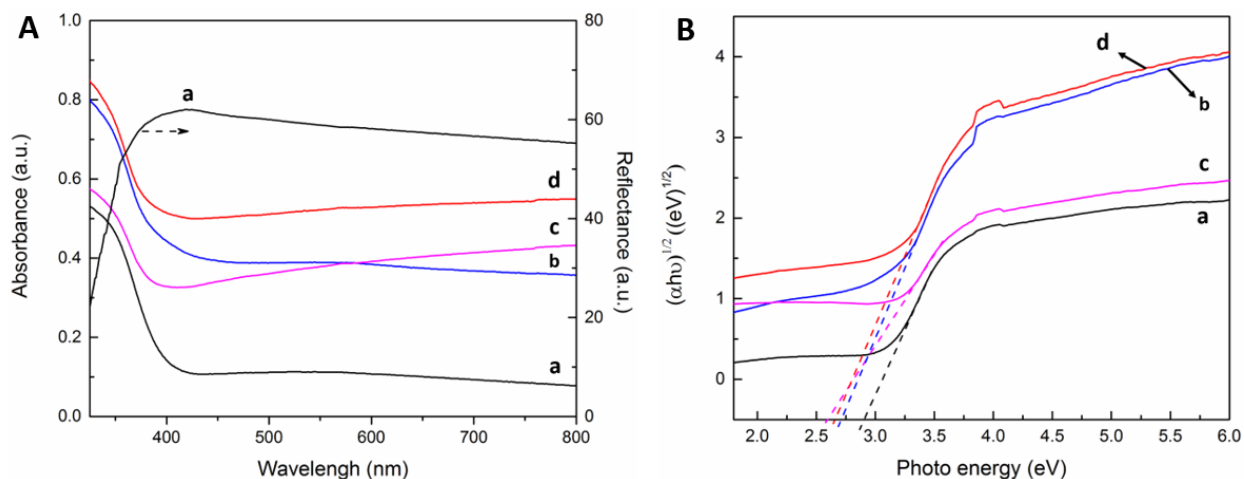 A
B
1.0
0.8
0.6
0.4
0.2
0.0
Absorbance (a.u.)
80
60
40
20
0
Reflectance (a.u.)
a
d
c
b
a
400
500
600
700
800
Wavelengh (nm)
4
3
2
1
0
(αhυ)^1/2 ((eV)^1/2)
d
b
c
a
2.0
2.5
3.0
3.5
4.0
4.5
5.0
5.5
6.0
Photo energy (eV)